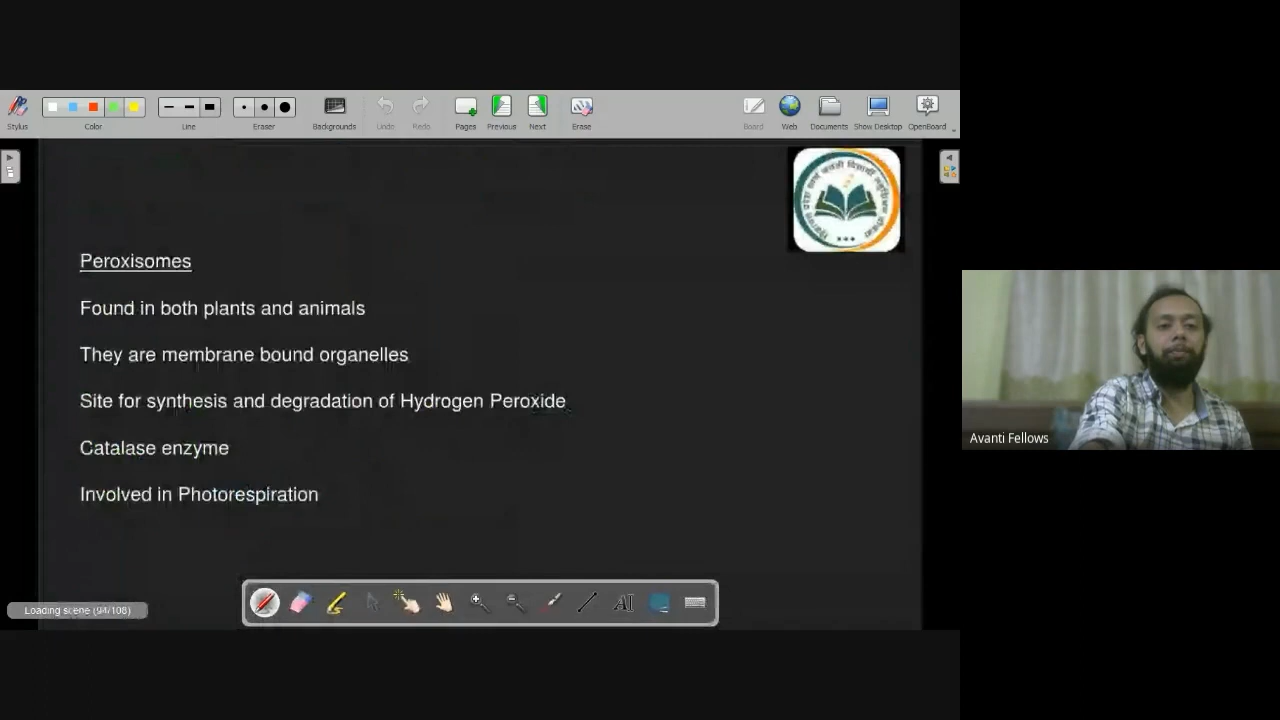 Stylus
Color
Line
Eraser
Backgrounds
Undo
Redo
Pages
Previous
Next
Erase
Board
Web
Documents
Show Desktop
OpenBoard
Peroxisomes
Found in both plants and animals
They are membrane bound organelles
Site for synthesis and degradation of Hydrogen Peroxide
Catalase enzyme
Involved in Photorespiration
Avanti Fellows
Loading scene (94/108)
AI